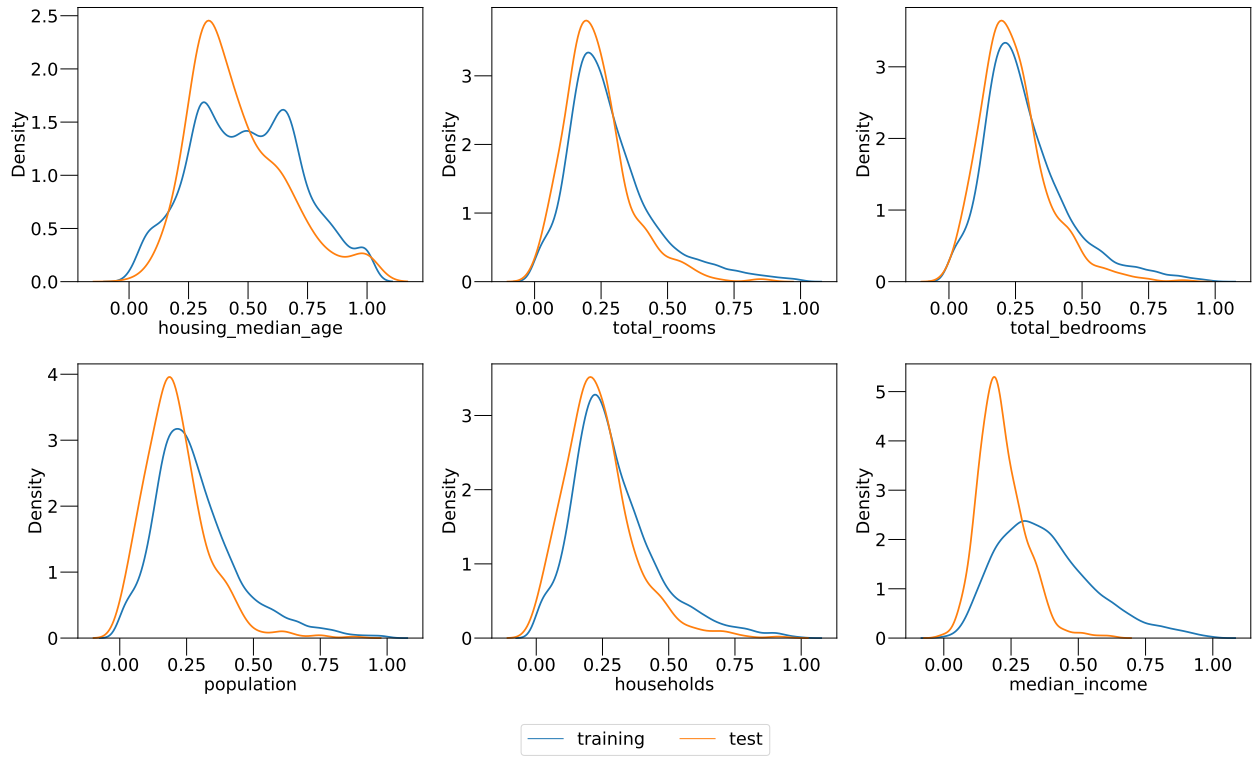 Density
2.5
2.0
1.5
1.0
0.5
0.0
0.00 0.25 0.50 0.75 1.00
housing_median_age
Density
3
2
1
0
0.00 0.25 0.50 0.75 1.00
total_rooms
Density
3
2
1
0
0.00 0.25 0.50 0.75 1.00
total_bedrooms
Density
4
3
2
1
0
0.00 0.25 0.50 0.75 1.00
population
Density
3
2
1
0
0.00 0.25 0.50 0.75 1.00
households
Density
5
4
3
2
1
0
0.00 0.25 0.50 0.75 1.00
median_income
training test